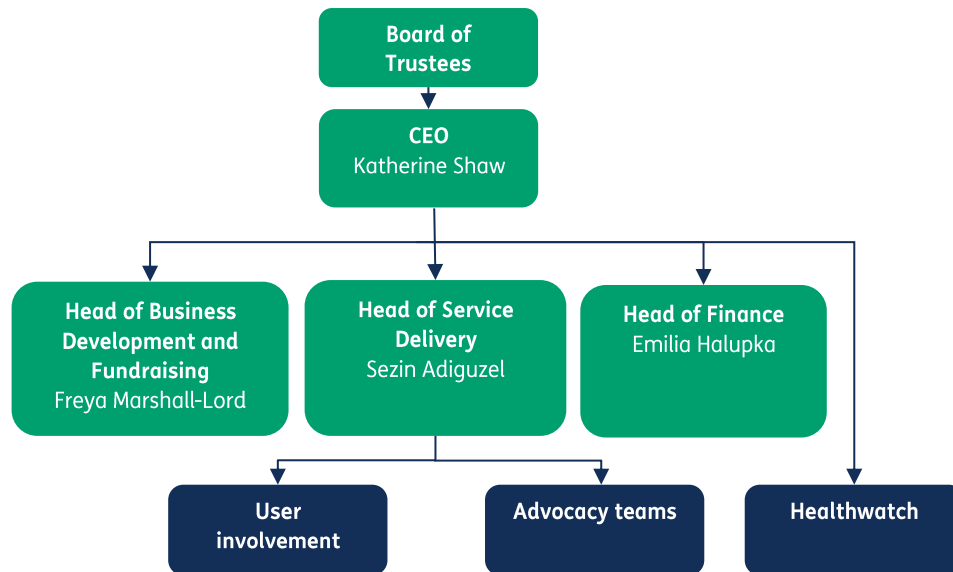 Board of
Trustees
CEO
Katherine Shaw
Head of Business
Development and
Fundraising
Freya Marshall-Lord
Head of Service
Delivery
Sezin Adiguzel
Head of Finance
Emilia Halupka
User
involvement
Advocacy teams
Healthwatch